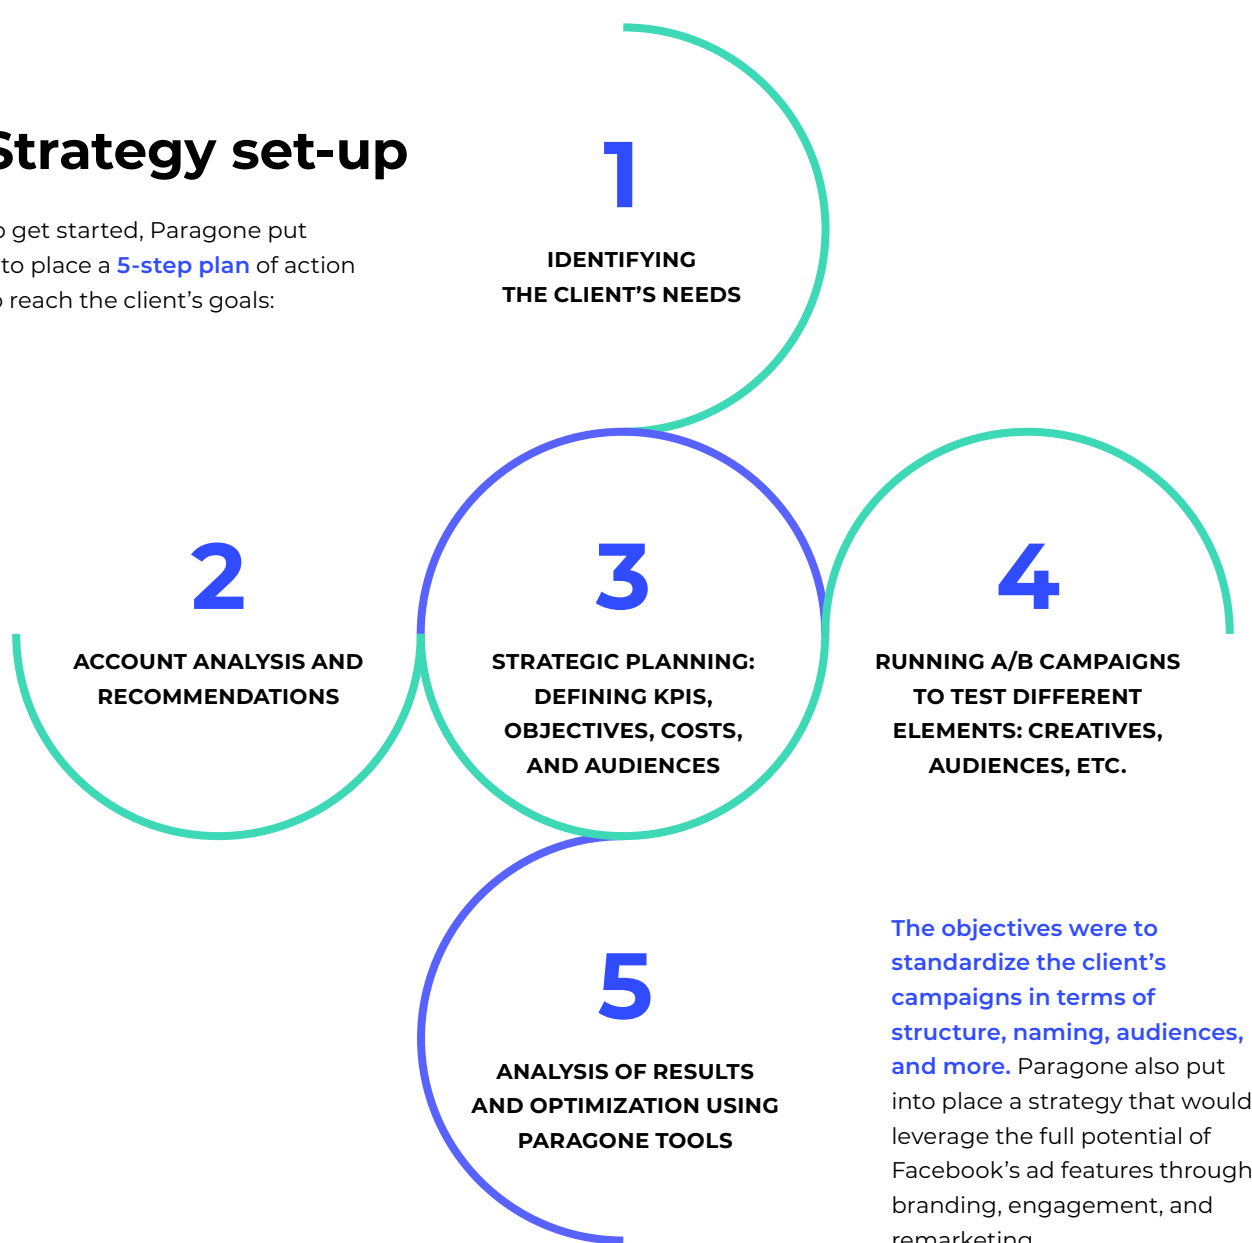 Strategy set-up
o get started, Paragone put
to place a 5-step plan of action
o reach the client's goals:
1
IDENTIFYING
THE CLIENT'S NEEDS
2
ACCOUNT ANALYSIS AND
RECOMMENDATIONS
3
STRATEGIC PLANNING:
DEFINING KPIS,
OBJECTIVES, COSTS,
AND AUDIENCES
4
RUNNING A/B CAMPAIGNS
TO TEST DIFFERENT
ELEMENTS: CREATIVES,
AUDIENCES, ETC.
5
ANALYSIS OF RESULTS
AND OPTIMIZATION USING
PARAGONE TOOLS
The objectives were to
standardize the client's
campaigns in terms of
structure, naming, audiences,
and more. Paragone also put
into place a strategy that would
leverage the full potential of
Facebook's ad features through
branding, engagement, and
remarketing